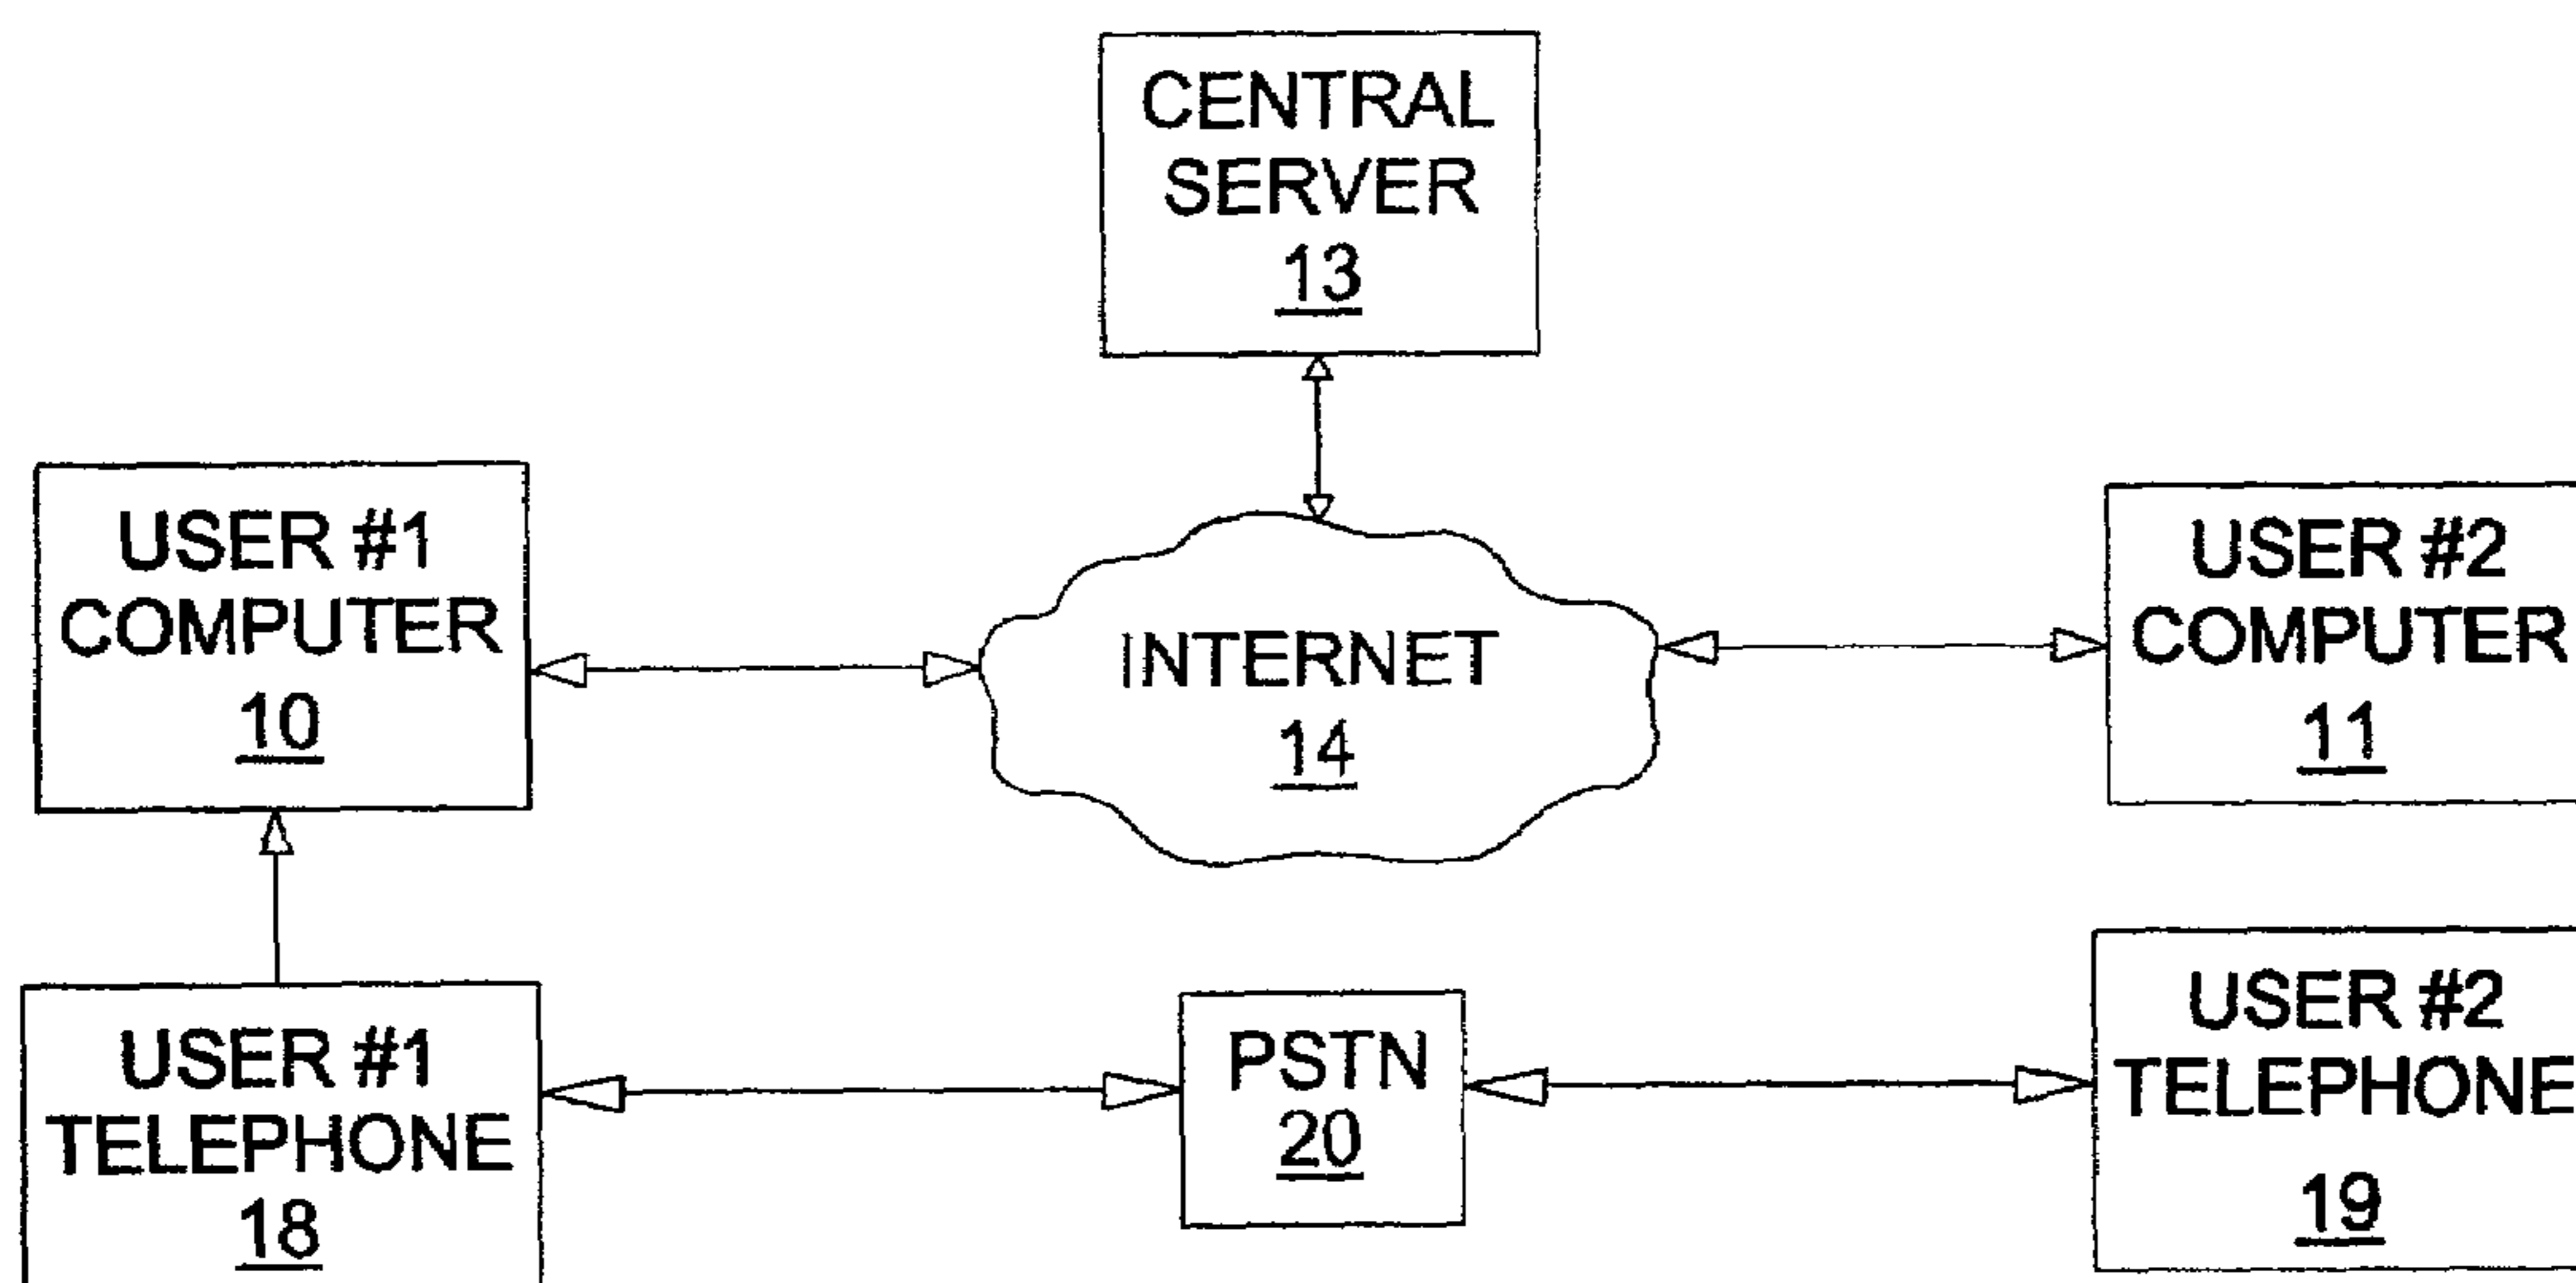 CENTRAL
SERVER
13
USER #1
COMPUTER
10
INTERNET
14
USER #2
COMPUTER
11
USER #1
TELEPHONE
18
PSTN
20
USER #2
TELEPHONE
19